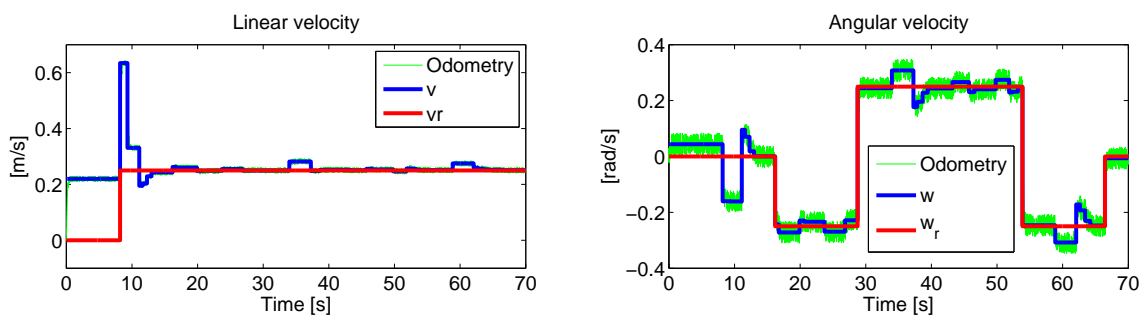 Linear velocity
[m/s]
0.6
0.4
0.2
0
0 10 20 30 40 50 60 70
Time [s]
Odometry
v
vr
Angular velocity
[rad/s]
0.4
0.2
0
−0.2
−0.4
0 10 20 30 40 50 60 70
Time [s]
Odometry
w
w_r